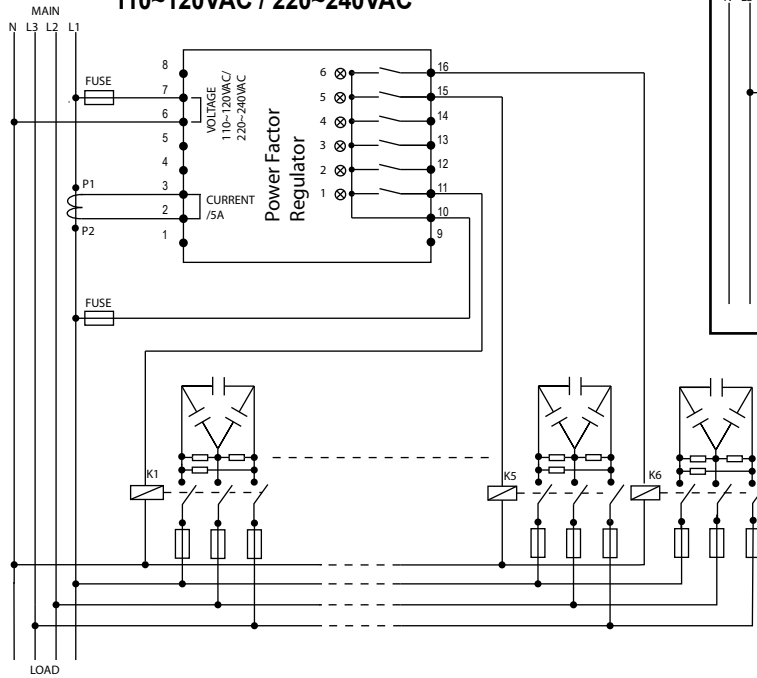 110~120VAC / 220~240VAC
MAIN
N L3 L2 L1
FUSE
8
7
6
5
4
3
2
1
VOLTAGE
110~120VAC/
220~240VAC
CURRENT
/5A
Power Factor
Regulator
6
5
4
3
2
1
16
15
14
13
12
11
10
9
P1
P2
FUSE
K1
K5
K6
LOAD